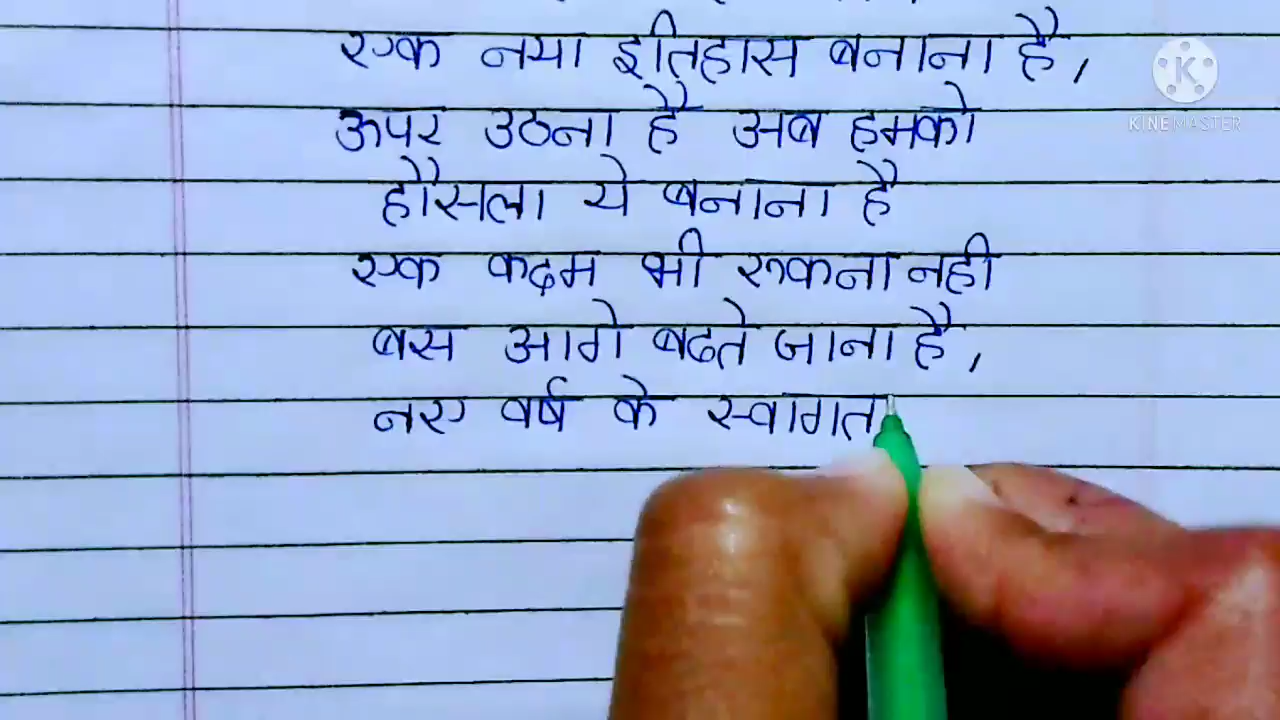 एक नया इतिहास बनाना है,
ऊपर उठना है अब हमको
हौसला ये बनाना है
एक कदम भी रुकना नही
बस आगे बढते जाना है,
नए वर्ष के स्वागत
KINEMASTER